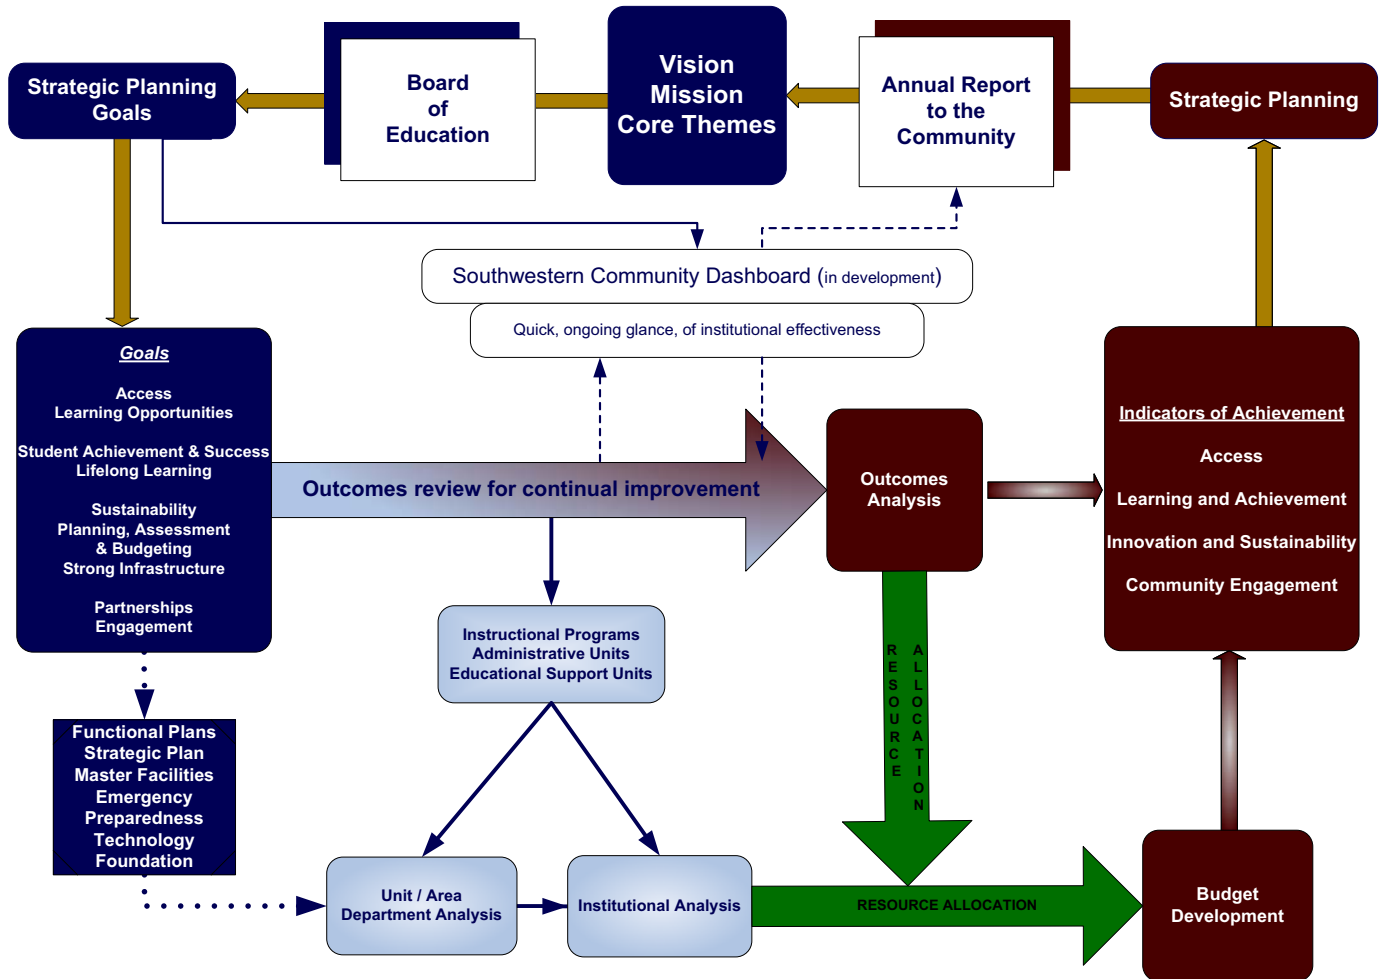 Strategic Planning
Goals
Board
of
Education
Vision
Mission
Core Themes
Annual Report
to the
Community
Strategic Planning
Southwestern Community Dashboard (in development)
Quick, ongoing glance, of institutional effectiveness
Goals
Access
Learning Opportunities
Student Achievement & Success
Lifelong Learning
Sustainability
Planning, Assessment
& Budgeting
Strong Infrastructure
Partnerships
Engagement
Outcomes review for continual improvement
Outcomes
Analysis
Indicators of Achievement
Access
Learning and Achievement
Innovation and Sustainability
Community Engagement
Instructional Programs
Administrative Units
Educational Support Units
RESOURCE
ALLOCATION
Functional Plans
Strategic Plan
Master Facilities
Emergency
Preparedness
Technology
Foundation
Unit / Area
Department Analysis
Institutional Analysis
RESOURCE ALLOCATION
Budget
Development